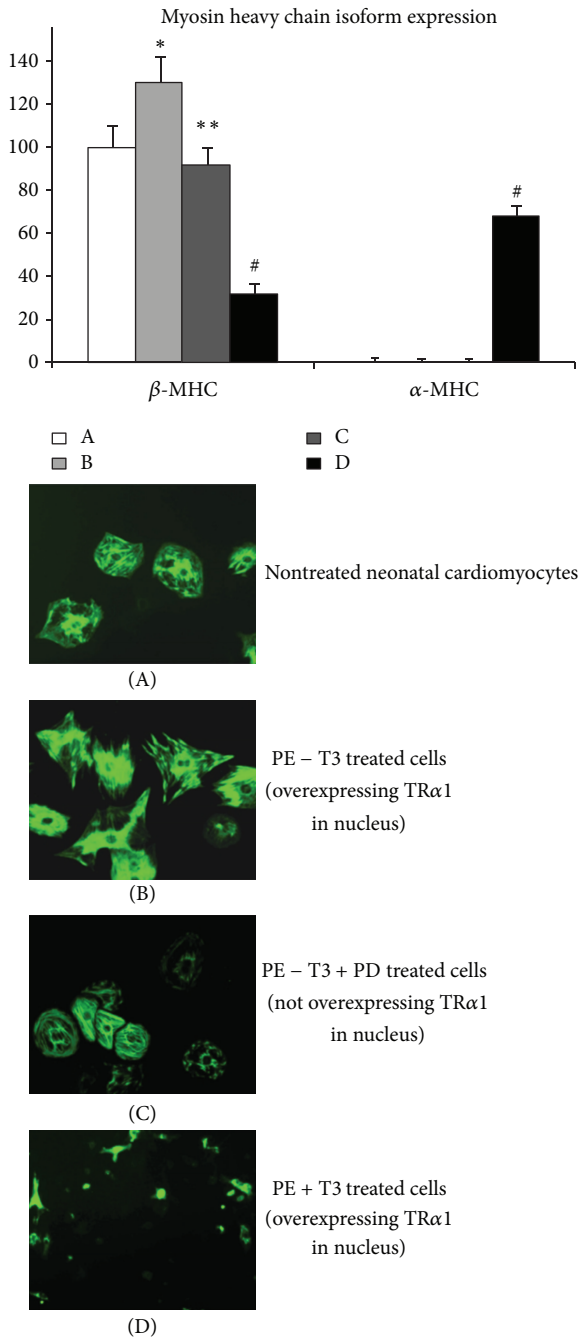 Myosin heavy chain isoform expression
140
120
100
80
60
40
20
0
*
**
#
#
β-MHC
α-MHC
A
B
C
D
Nontreated neonatal cardiomyocytes
(A)
PE − T3 treated cells
(overexpressing TRα1
in nucleus)
(B)
PE − T3 + PD treated cells
(not overexpressing TRα1
in nucleus)
(C)
PE + T3 treated cells
(overexpressing TRα1
in nucleus)
(D)